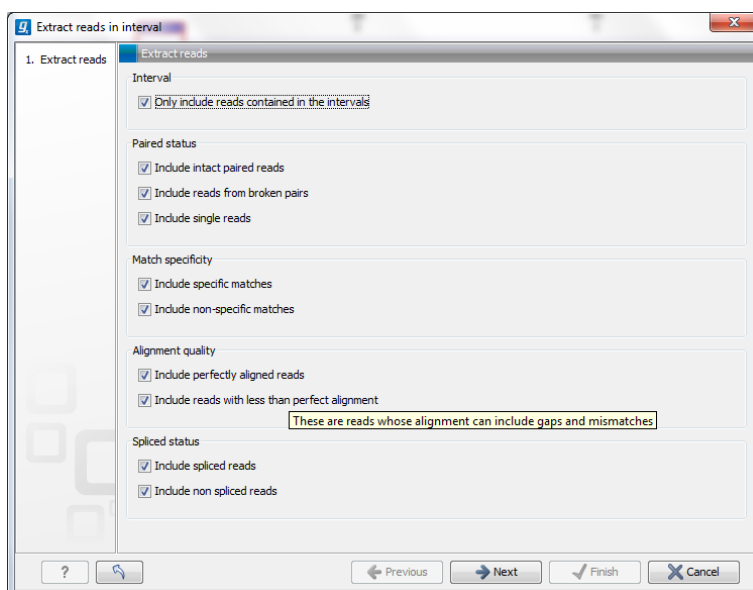 Extract reads in interval
1. Extract reads
Extract reads
Interval
Only include reads contained in the intervals
Paired status
Include intact paired reads
Include reads from broken pairs
Include single reads
Match specificity
Include specific matches
Include non-specific matches
Alignment quality
Include perfectly aligned reads
Include reads with less than perfect alignment
These are reads whose alignment can include gaps and mismatches
Spliced status
Include spliced reads
Include non spliced reads
? Previous Next Finish Cancel